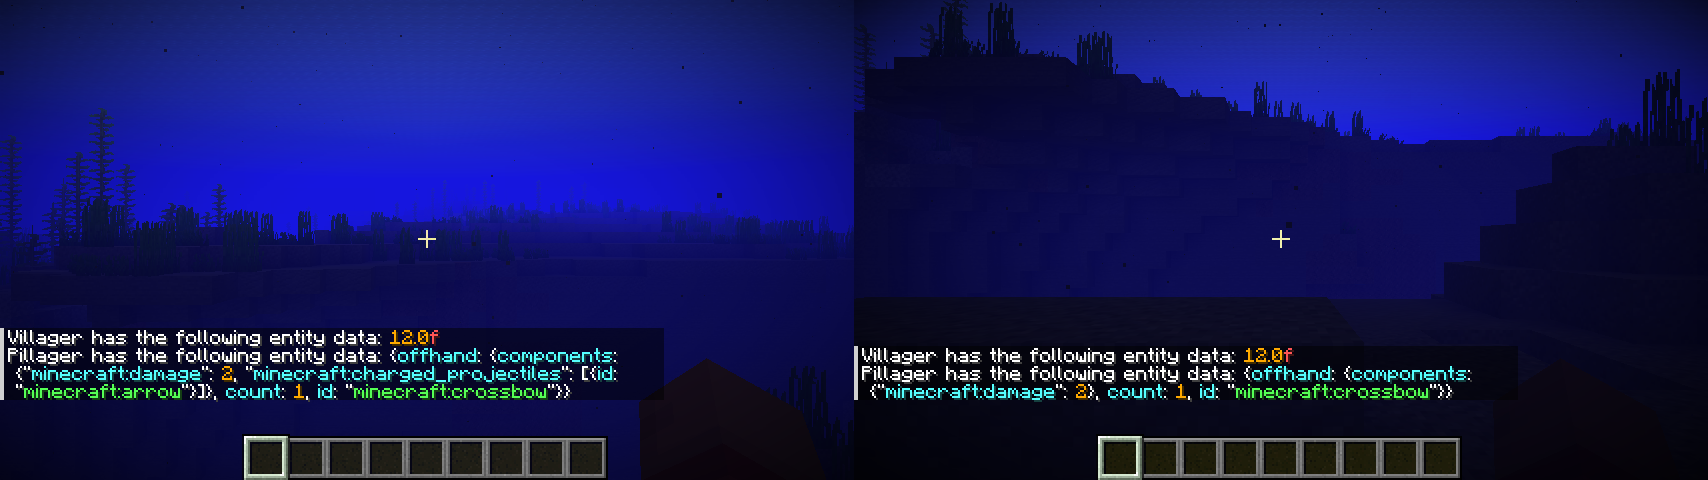 Villager has the following entity data: 12.0f
Pillager has the following entity data: {offhand: {components:
{"minecraft:damage": 2, "minecraft:charged_projectiles": [{id:
"minecraft:arrow"}]}, count: 1, id: "minecraft:crossbow"}}
Villager has the following entity data: 12.0f
Pillager has the following entity data: {offhand: {components:
{"minecraft:damage": 2}, count: 1, id: "minecraft:crossbow"}}